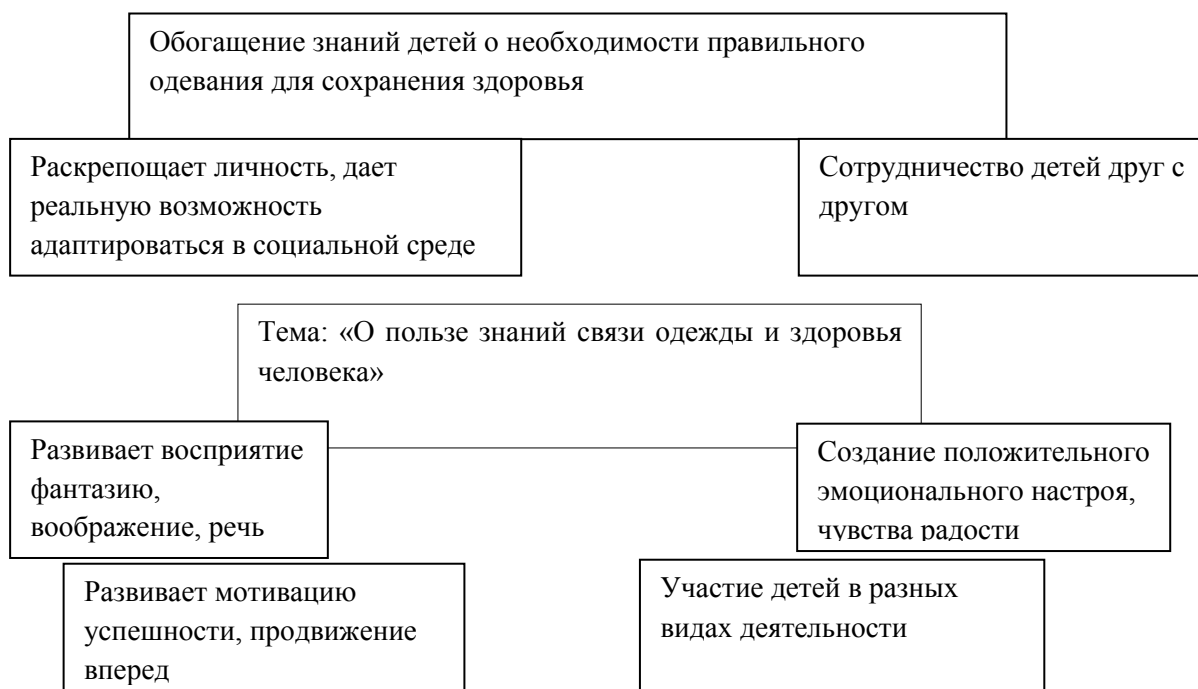 Обогащение знаний детей о необходимости правильного
одевания для сохранения здоровья
Раскрепощает личность, дает
реальную возможность
адаптироваться в социальной среде
Сотрудничество детей друг с
другом
Тема: «О пользе знаний связи одежды и здоровья
человека»
Развивает восприятие
фантазию,
воображение, речь
Создание положительного
эмоционального настроя,
чувства радости
Развивает мотивацию
успешности, продвижение
вперед
Участие детей в разных
видах деятельности